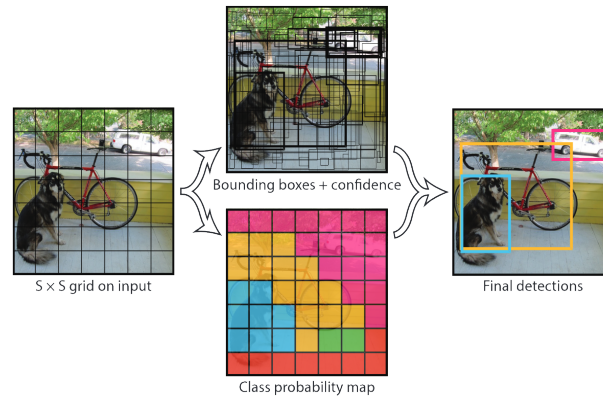 Bounding boxes + confidence
S × S grid on input
Final detections
Class probability map